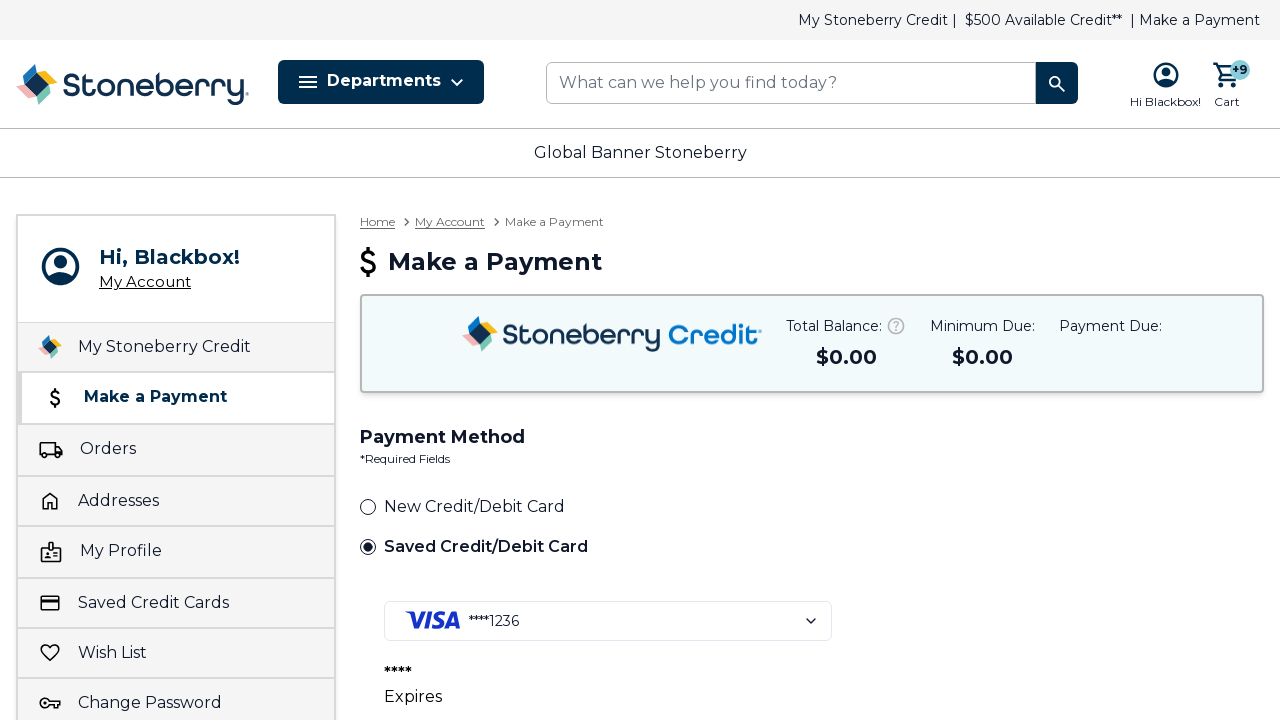 My Stoneberry Credit | $500 Available Credit** | Make a Payment
Stoneberry
Departments
What can we help you find today?
+9
Hi Blackbox!
Cart
Global Banner Stoneberry
Hi, Blackbox!
My Account
My Stoneberry Credit
Make a Payment
Orders
Addresses
My Profile
Saved Credit Cards
Wish List
Change Password
Home > My Account > Make a Payment
$ Make a Payment
Stoneberry Credit
Total Balance: ?
$0.00
Minimum Due:
$0.00
Payment Due:
Payment Method
*Required Fields
New Credit/Debit Card
Saved Credit/Debit Card
VISA ****1236
****
Expires